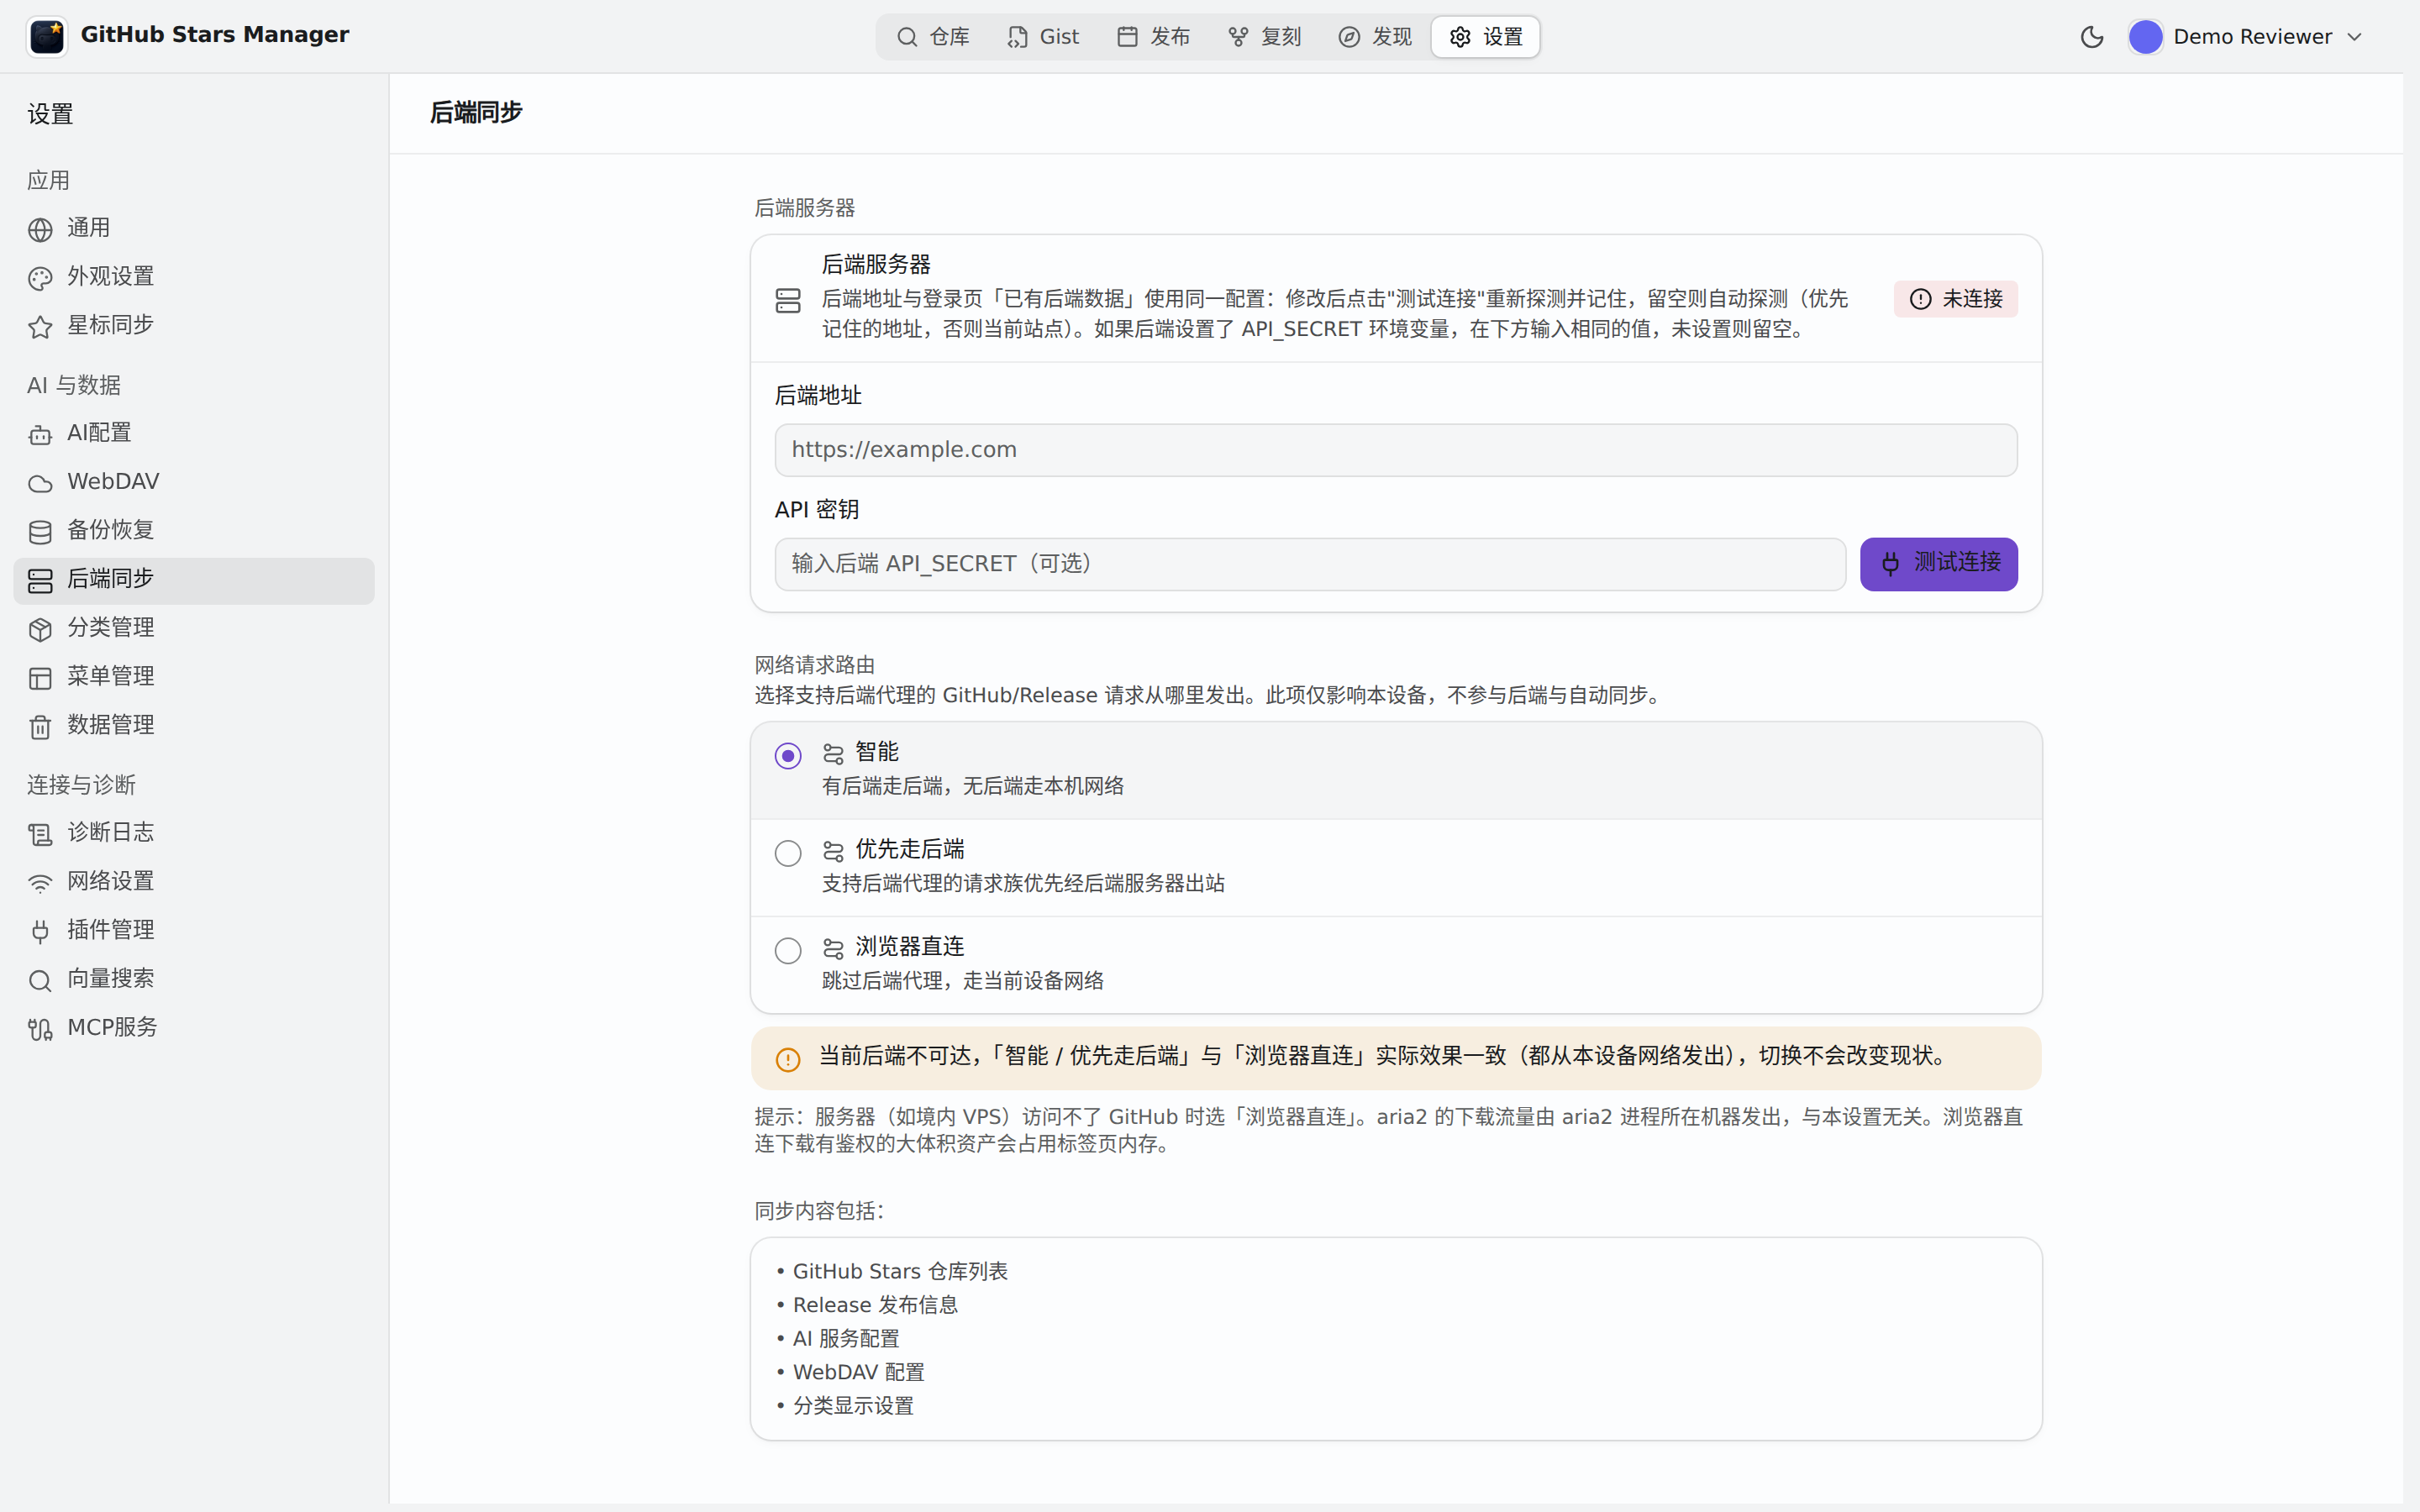 GitHub Stars Manager
仓库
Gist
发布
复刻
发现
设置
Demo Reviewer
设置
应用
通用
外观设置
星标同步
AI 与数据
AI配置
WebDAV
备份恢复
后端同步
分类管理
菜单管理
数据管理
连接与诊断
诊断日志
网络设置
插件管理
向量搜索
MCP服务
后端同步
后端服务器
后端服务器
后端地址与登录页「已有后端数据」使用同一配置：修改后点击"测试连接"重新探测并记住，留空则自动探测（优先
记住的地址，否则当前站点）。如果后端设置了 API_SECRET 环境变量，在下方输入相同的值，未设置则留空。
未连接
后端地址
https://example.com
API 密钥
输入后端 API_SECRET（可选）
测试连接
网络请求路由
选择支持后端代理的 GitHub/Release 请求从哪里发出。此项仅影响本设备，不参与后端与自动同步。
智能
有后端走后端，无后端走本机网络
优先走后端
支持后端代理的请求族优先经后端服务器出站
浏览器直连
跳过后端代理，走当前设备网络
当前后端不可达，「智能 / 优先走后端」与「浏览器直连」实际效果一致（都从本设备网络发出），切换不会改变现状。
提示：服务器（如境内 VPS）访问不了 GitHub 时选「浏览器直连」。aria2 的下载流量由 aria2 进程所在机器发出，与本设置无关。浏览器直
连下载有鉴权的大体积资产会占用标签页内存。
同步内容包括：
• GitHub Stars 仓库列表
• Release 发布信息
• AI 服务配置
• WebDAV 配置
• 分类显示设置